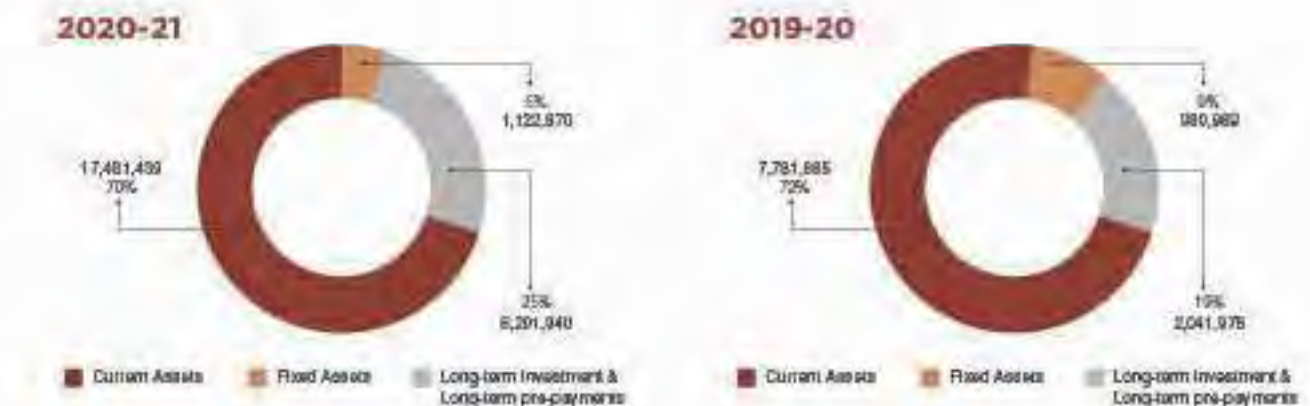 2020-21
5%
1,122,870
17,481,439
70%
25%
6,201,940
Current Assets
Fixed Assets
Long-term Investment &
Long-term pre-payments
2019-20
9%
980,989
7,781,885
72%
19%
2,041,975
Current Assets
Fixed Assets
Long-term Investment &
Long-term pre-payments